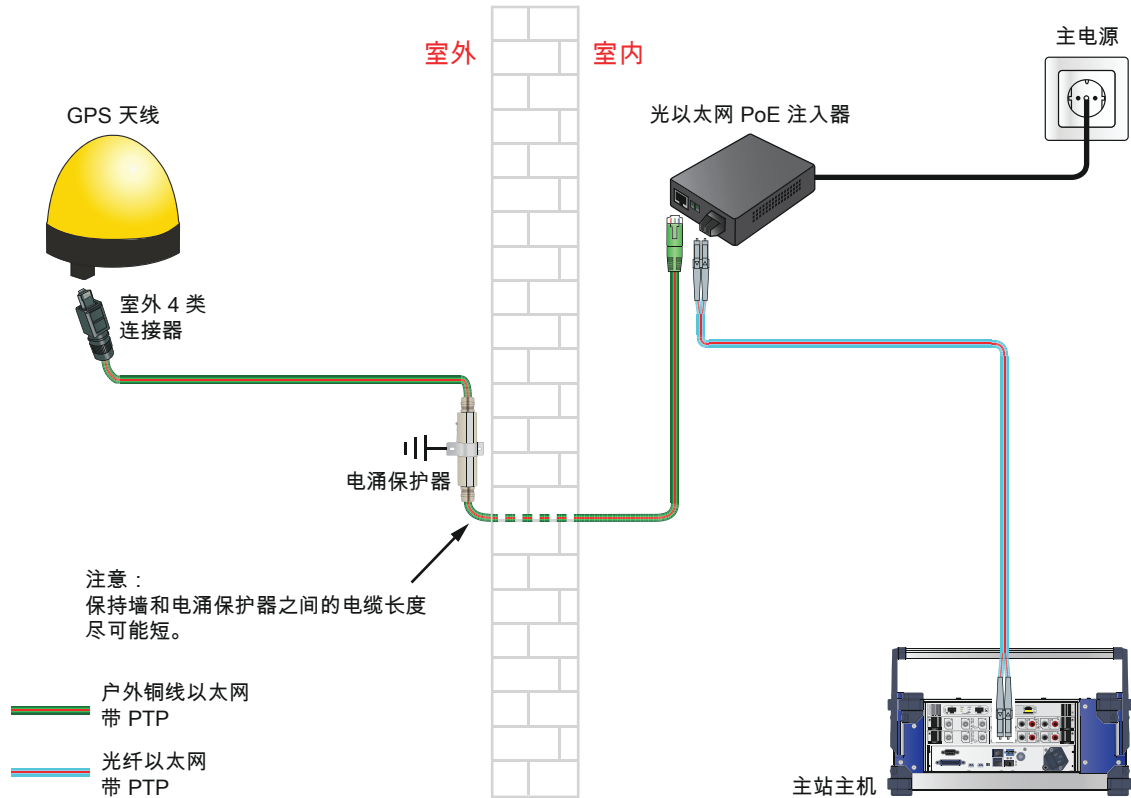 室外
室内
主电源
GPS 天线
光以太网 PoE 注入器
室外 4 类
连接器
电涌保护器
注意：
保持墙和电涌保护器之间的电缆长度
尽可能短。
户外铜线以太网
带 PTP
光纤以太网
带 PTP
主站主机